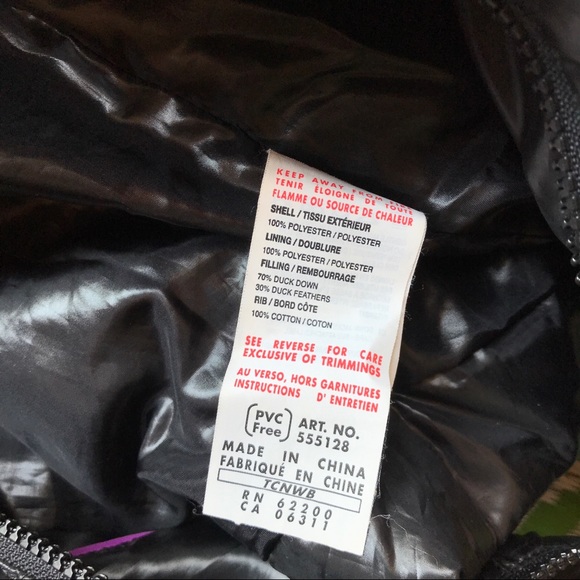 KEEP AWAY FROM
TENIR ÉLOIGNE DE TOUTE
FLAMME OU SOURCE DE CHALEUR
SHELL / TISSU EXTÉRIEUR
100% POLYESTER / POLYESTER
LINING / DOUBLURE
100% POLYESTER / POLYESTER
FILLING / REMBOURRAGE
70% DUCK DOWN
30% DUCK FEATHERS
RIB / BORD CÔTE
100% COTTON / COTON
SEE REVERSE FOR CARE
EXCLUSIVE OF TRIMMINGS
AU VERSO, HORS GARNITURES
INSTRUCTIONS D' ENTRETIEN
PVC Free ART. NO. 555128
MADE IN CHINA
FABRIQUÉ EN CHINE
TCNWB
RN 62200
CA 06311